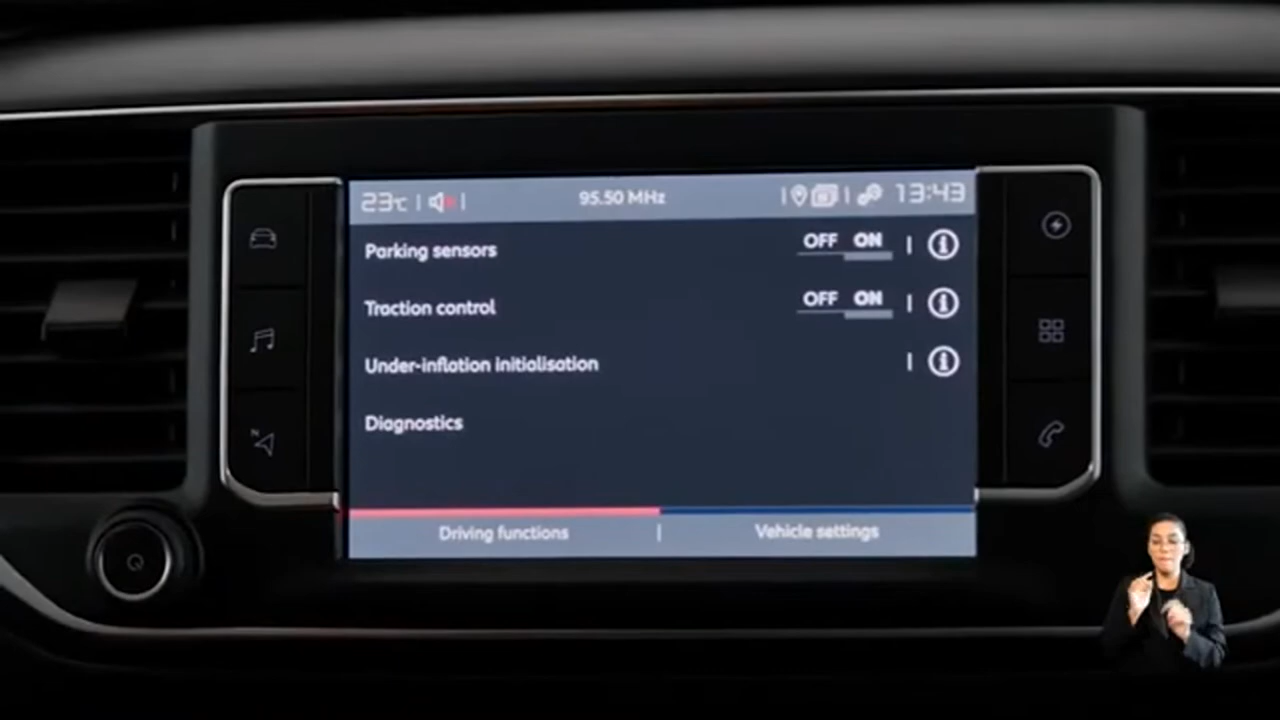 23°C
95.50 MHz
13:43
Parking sensors OFF ON
Traction control OFF ON
Under-inflation initialisation
Diagnostics
Driving functions
Vehicle settings
N